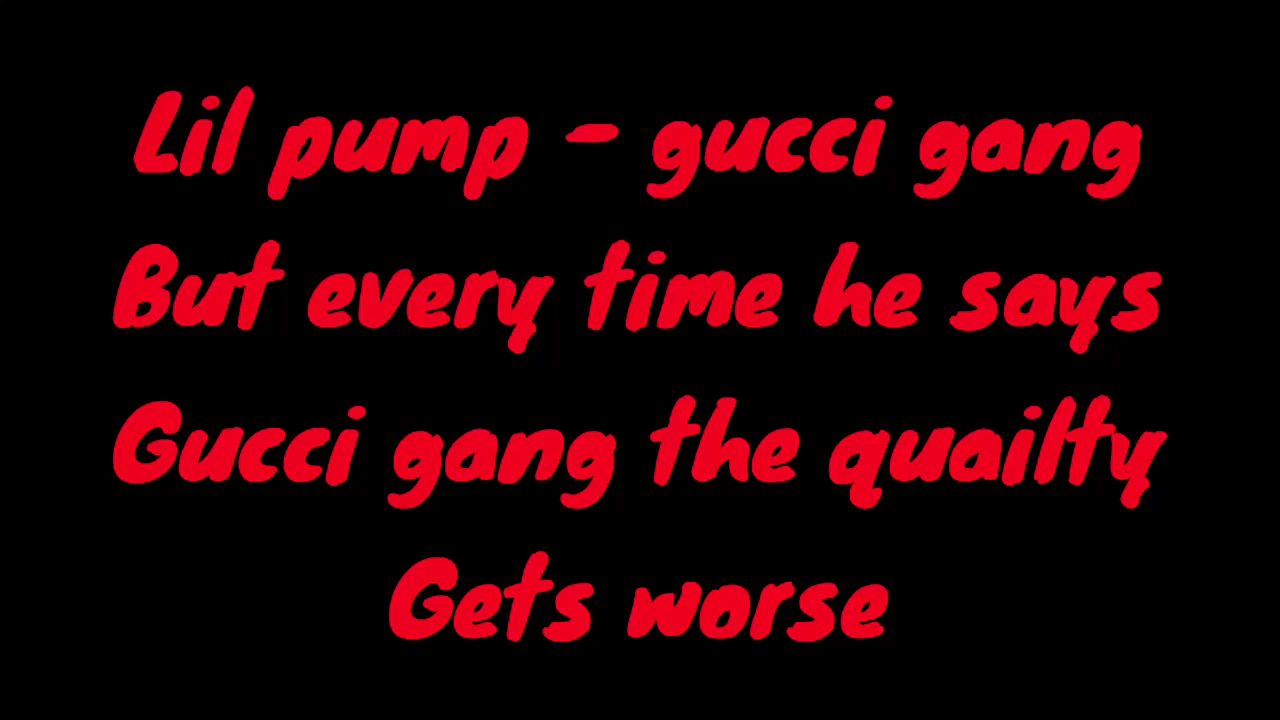 Lil pump - gucci gang
But every time he says
Gucci gang the quailty
Gets worse